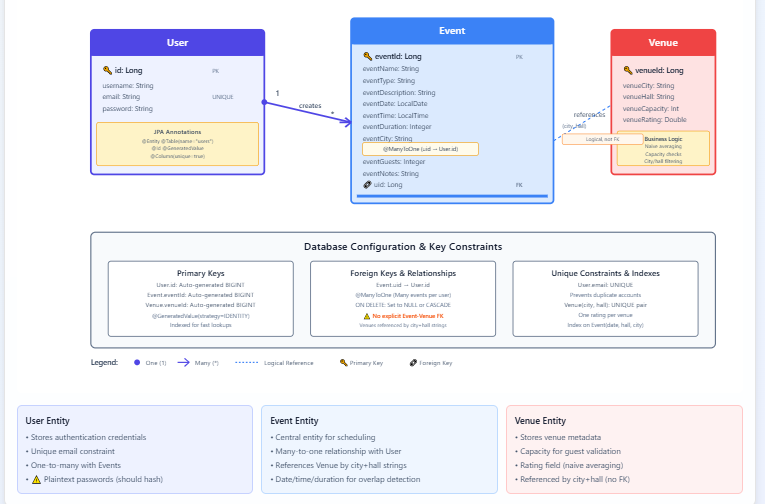 User
🔑 id: Long PK
username: String
email: String UNIQUE
password: String
JPA Annotations
@Entity @Table(name="users")
@Id @GeneratedValue
@Column(unique=true)
1
creates
*
Event
🔑 eventId: Long PK
eventName: String
eventType: String
eventDescription: String
eventDate: LocalDate
eventTime: LocalTime
eventDuration: Integer
eventCity: String
@ManyToOne (uid → User.id)
eventGuests: Integer
eventNotes: String
uid: Long FK
references
(city, hall)
Logical, not FK
Venue
🔑 venueId: Long
venueCity: String
venueHall: String
venueCapacity: Int
venueRating: Double
Business Logic
Naive averaging
Capacity checks
City/hall filtering
Database Configuration & Key Constraints
Primary Keys
User.id: Auto-generated BIGINT
Event.eventId: Auto-generated BIGINT
Venue.venueId: Auto-generated BIGINT
@GeneratedValue(strategy=IDENTITY)
Indexed for fast lookups
Foreign Keys & Relationships
Event.uid → User.id
@ManyToOne (Many events per user)
ON DELETE: Set to NULL or CASCADE
⚠ No explicit Event-Venue FK
Venues referenced by city+hall strings
Unique Constraints & Indexes
User.email: UNIQUE
Prevents duplicate accounts
Venue(city, hall): UNIQUE pair
One rating per venue
Index on Event(date, hall, city)
Legend: One (1) Many (*) Logical Reference 🔑 Primary Key Foreign Key
User Entity
• Stores authentication credentials
• Unique email constraint
• One-to-many with Events
• ⚠ Plaintext passwords (should hash)
Event Entity
• Central entity for scheduling
• Many-to-one relationship with User
• References Venue by city+hall strings
• Date/time/duration for overlap detection
Venue Entity
• Stores venue metadata
• Capacity for guest validation
• Rating field (naive averaging)
• Referenced by city+hall (no FK)